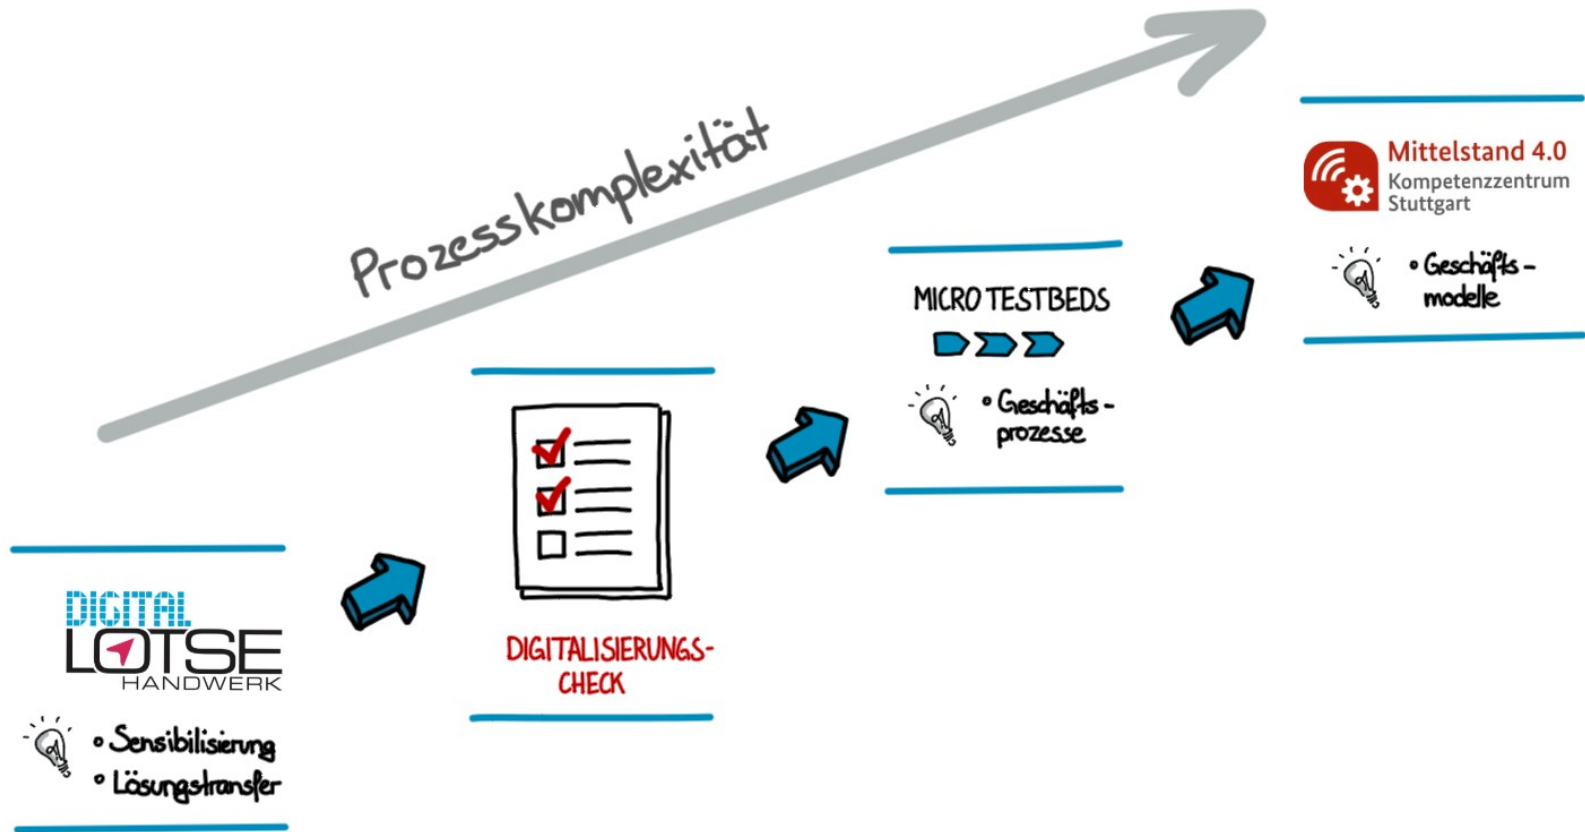 Prozesskomplexität
DIGITAL
LOTSE
HANDWERK
• Sensibilisierung
• Lösungstransfer
DIGITALISIERUNGS-
CHECK
MICRO TESTBEDS
• Geschäfts-
prozesse
Mittelstand 4.0
Kompetenzzentrum
Stuttgart
• Geschäfts-
modelle